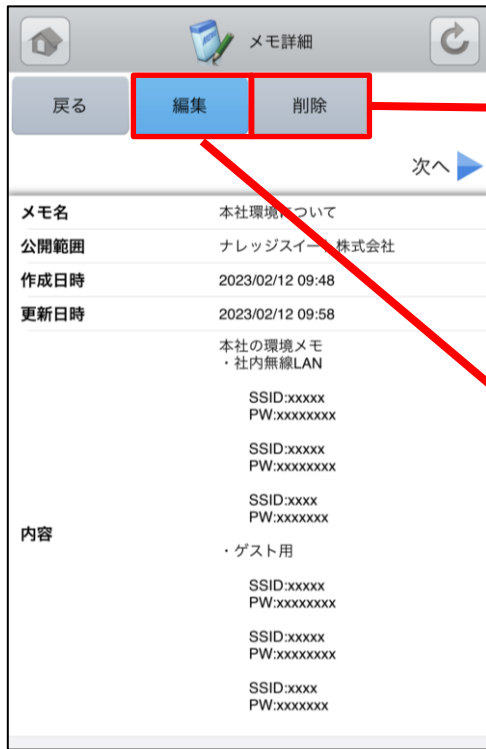 メモ詳細
戻る 編集 削除
次へ
メモ名 本社環境について
公開範囲 ナレッジスイート株式会社
作成日時 2023/02/12 09:48
更新日時 2023/02/12 09:58
内容
本社の環境メモ
・社内無線LAN
SSID:xxxxx
PW:xxxxxxxx
SSID:xxxxx
PW:xxxxxxxx
SSID:xxxx
PW:xxxxxxx
・ゲスト用
SSID:xxxxx
PW:xxxxxxxx
SSID:xxxxx
PW:xxxxxxxx
SSID:xxxx
PW:xxxxxxx